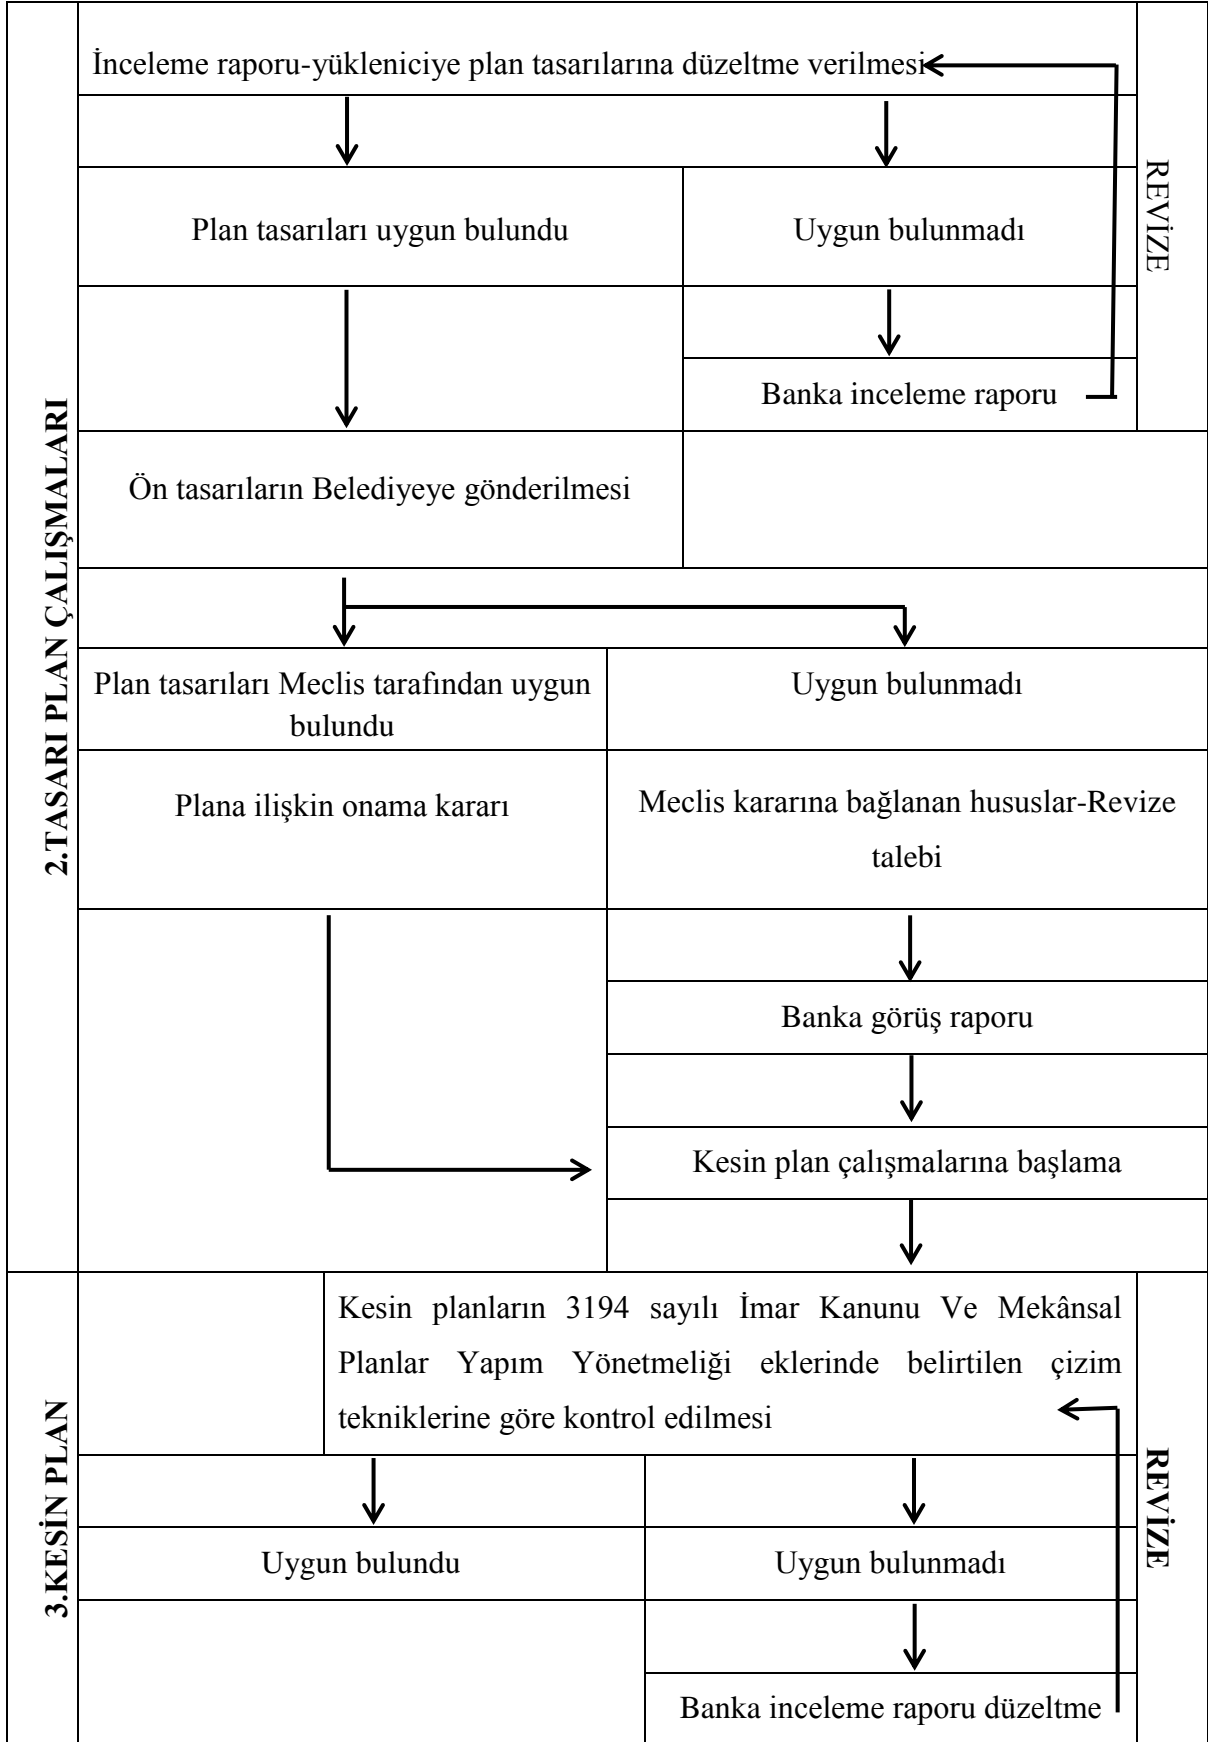 2.TASARI PLAN ÇALIŞMALARI
İnceleme raporu-yükleniciye plan tasarılarına düzeltme verilmesi
REVİZE
Plan tasarıları uygun bulundu
Uygun bulunmadı
Banka inceleme raporu
Ön tasarıların Belediyeye gönderilmesi
Plan tasarıları Meclis tarafından uygun
bulundu
Uygun bulunmadı
Plana ilişkin onama kararı
Meclis kararına bağlanan hususlar-Revize
talebi
Banka görüş raporu
Kesin plan çalışmalarına başlama
3.KESİN PLAN
Kesin planların 3194 sayılı İmar Kanunu Ve Mekânsal
Planlar Yapım Yönetmeliği eklerinde belirtilen çizim
tekniklerine göre kontrol edilmesi
REVİZE
Uygun bulundu
Uygun bulunmadı
Banka inceleme raporu düzeltme